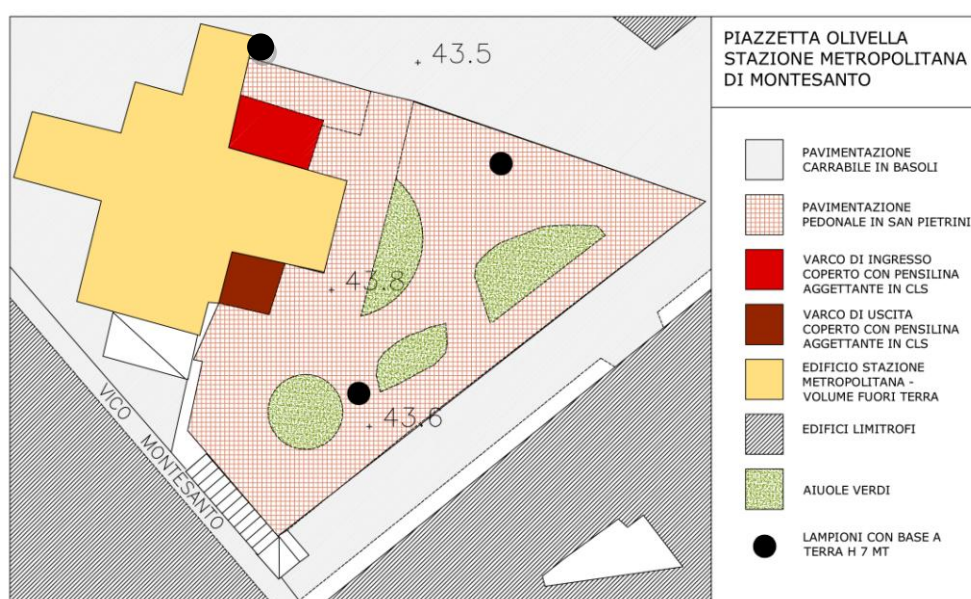 PIAZZETTA OLIVELLA
STAZIONE METROPOLITANA
DI MONTESANTO
43.5
43.8
43.6
VICO MONTESANTO
PAVIMENTAZIONE
CARRABILE IN BASOLI
PAVIMENTAZIONE
PEDONALE IN SAN PIETRINI
VARCO DI INGRESSO
COPERTO CON PENSILINA
AGGETTANTE IN CLS
VARCO DI USCITA
COPERTO CON PENSILINA
AGGETTANTE IN CLS
EDIFICIO STAZIONE
METROPOLITANA -
VOLUME FUORI TERRA
EDIFICI LIMITROFI
AIUOLE VERDI
LAMPIONI CON BASE A
TERRA H 7 MT